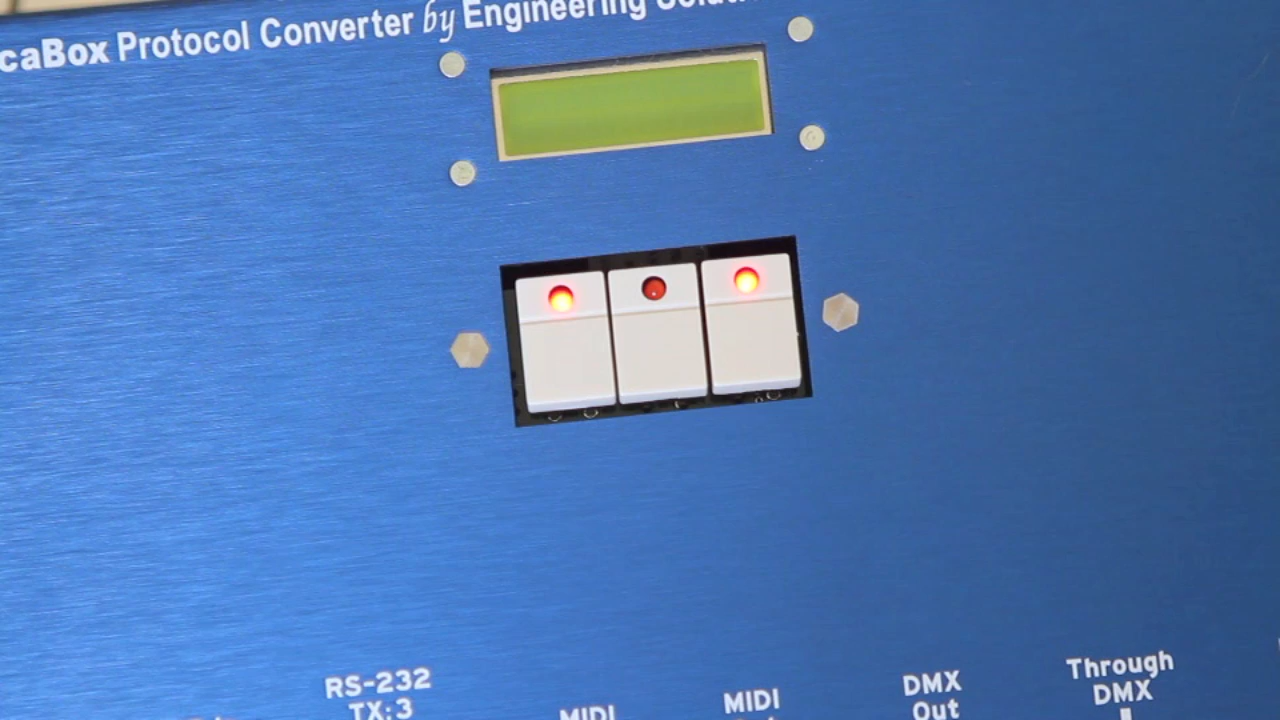 caBox Protocol Converter by Engineering
RS-232
TX:3
MIDI
MIDI
DMX
Out
Through
DMX